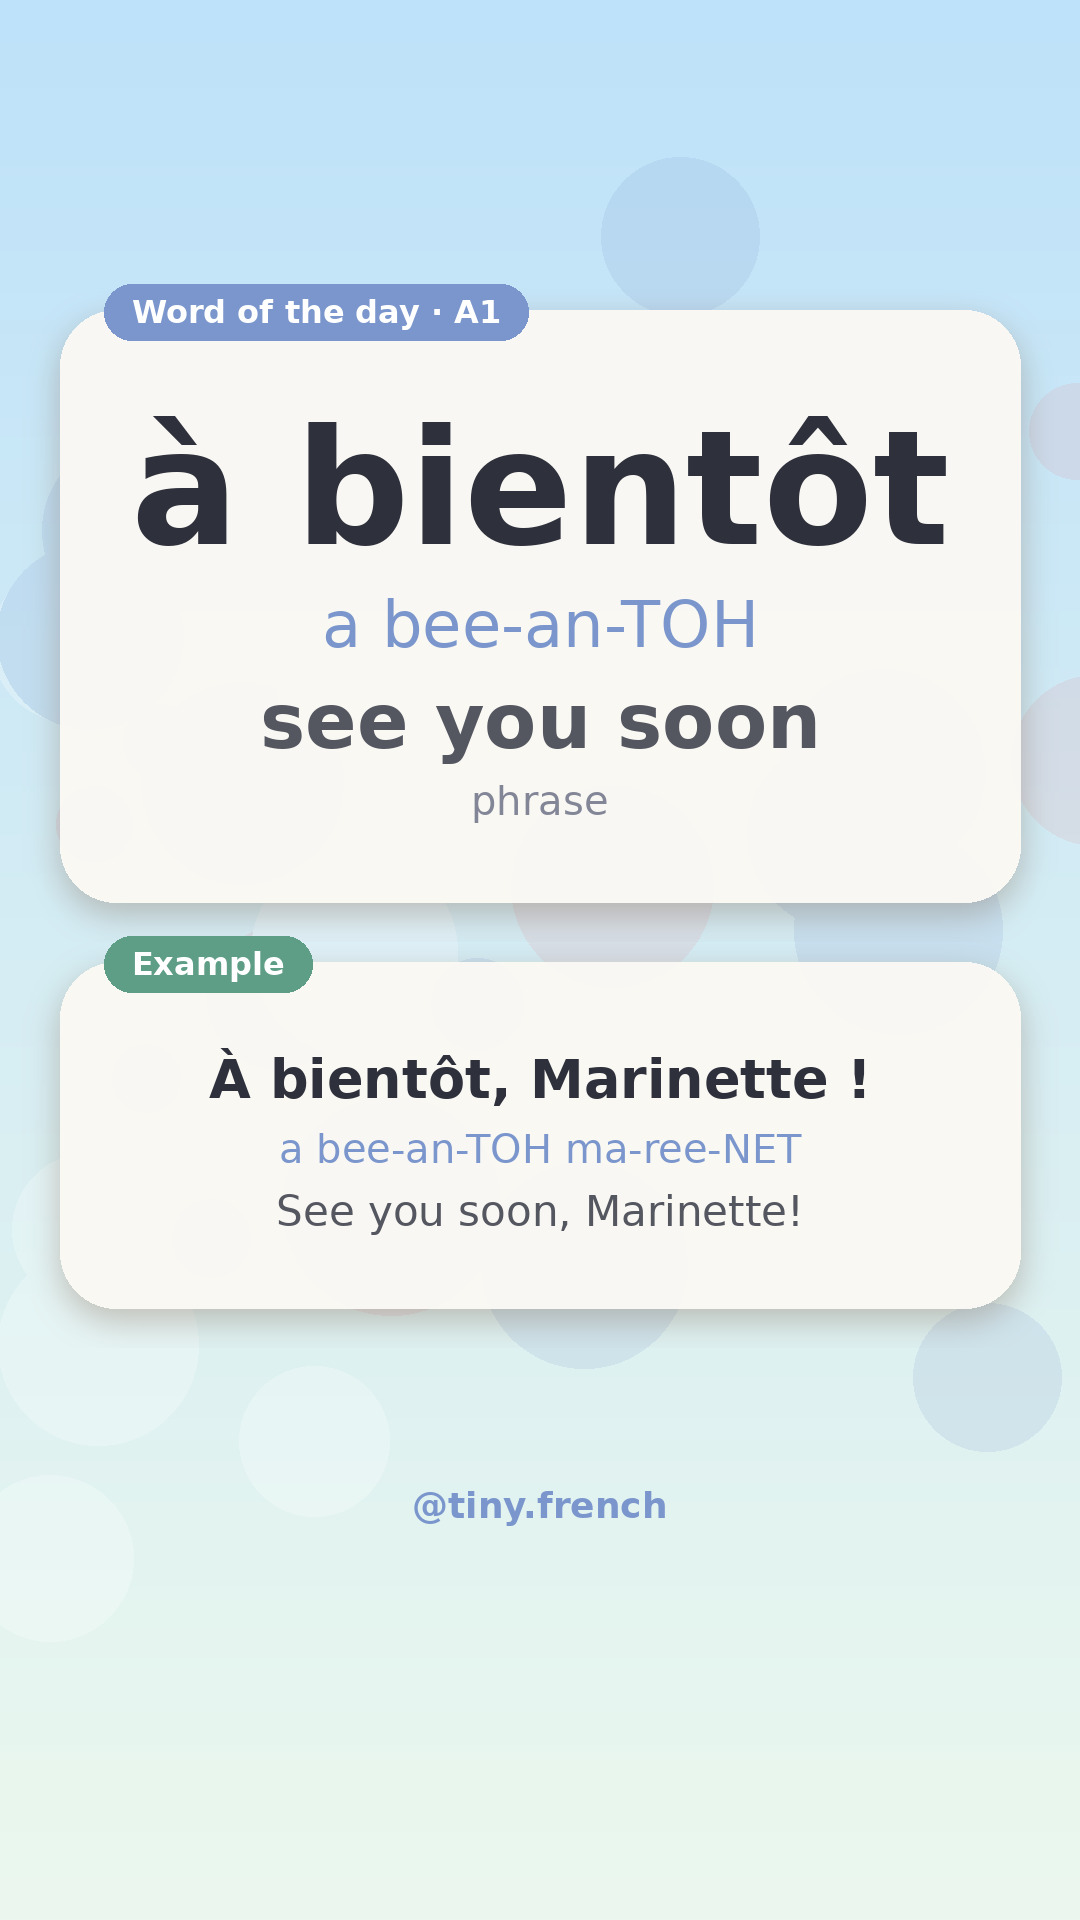 Word of the day · A1
à bientôt
a bee-an-TOH
see you soon
phrase
Example
À bientôt, Marinette !
a bee-an-TOH ma-ree-NET
See you soon, Marinette!
@tiny.french